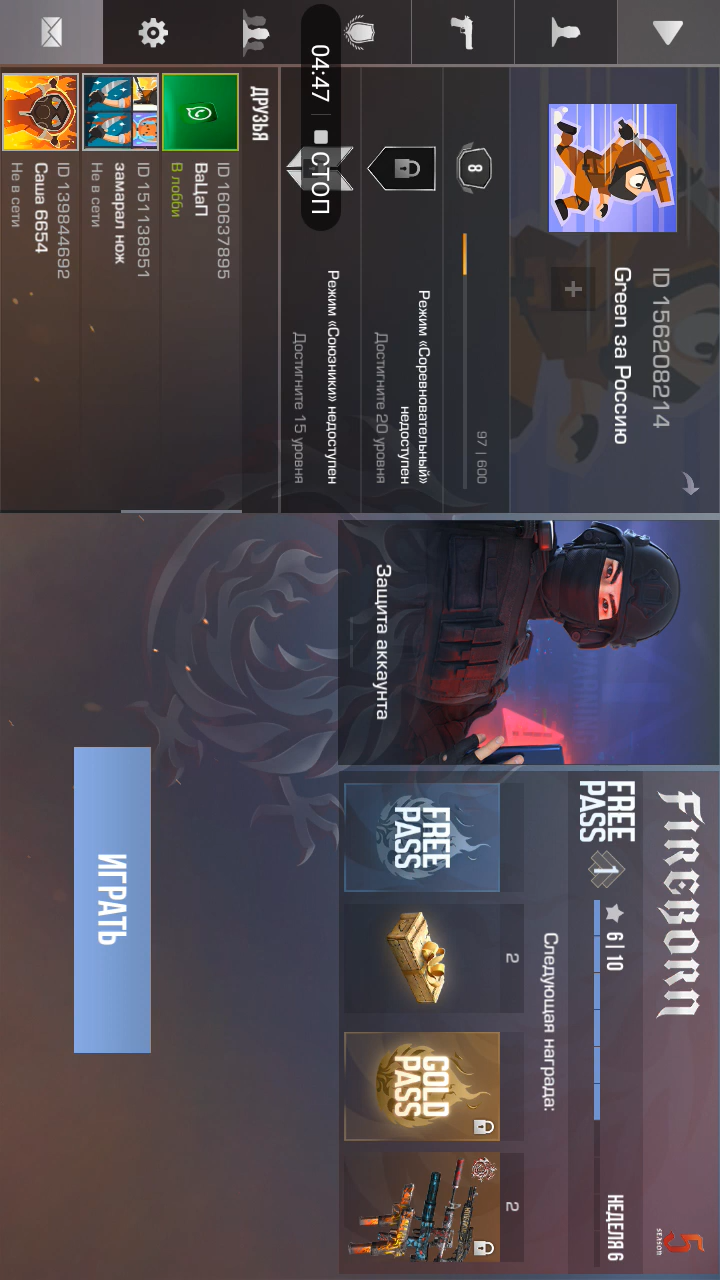 ID 156208214
Green за Россию
8
97 | 600
Режим «Соревновательный»
недоступен
Достигните 20 уровня
Режим «Союзники» недоступен
Достигните 15 уровня
04:47
СТОП
ДРУЗЬЯ
ID 160637895
ВаЦаП
В лобби
ID 151138951
замарал нож
Не в сети
ID 139844692
Саша 6654
Не в сети
Защита аккаунта
FIREBORN
5
SEASON
FREE
PASS
1
6 | 10
НЕДЕЛЯ 6
Следующая награда:
FREE
PASS
2
GOLD
PASS
2
ИГРАТЬ